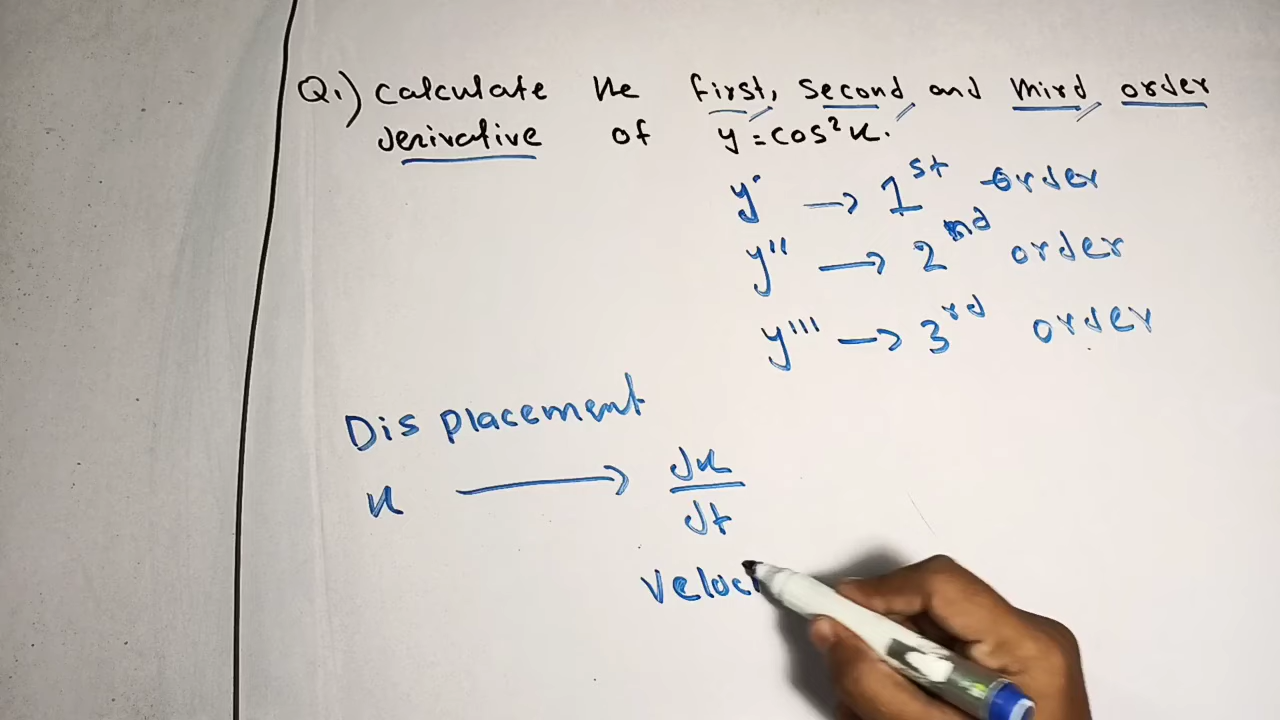 Q.1) Calculate the first, second and third order
derivative of y = cos²x.
y' → 1st order
y'' → 2nd order
y''' → 3rd order
Displacement
x → dx/dt